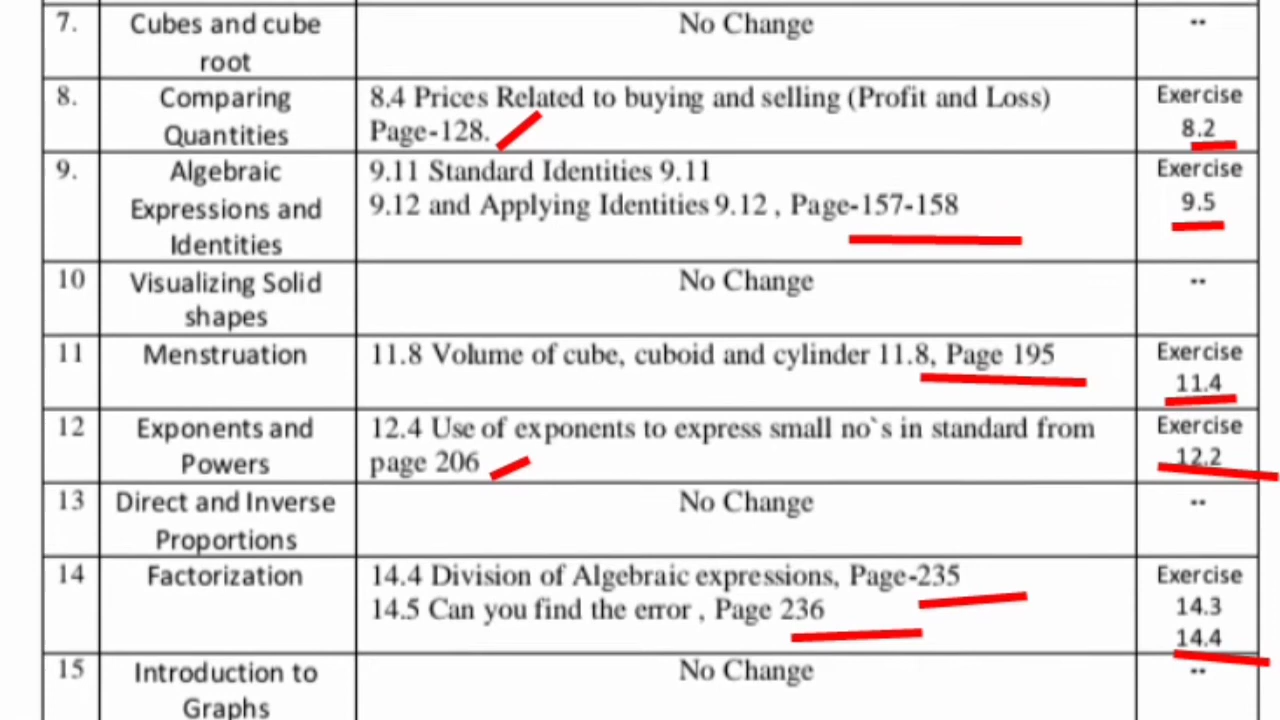 7. Cubes and cube No Change --
root
8. Comparing 8.4 Prices Related to buying and selling (Profit and Loss) Exercise
Quantities Page-128. 8.2
9. Algebraic 9.11 Standard Identities 9.11 Exercise
Expressions and 9.12 and Applying Identities 9.12 , Page-157-158 9.5
Identities
10 Visualizing Solid No Change --
shapes
11 Menstruation 11.8 Volume of cube, cuboid and cylinder 11.8, Page 195 Exercise
11.4
12 Exponents and 12.4 Use of exponents to express small no`s in standard from Exercise
Powers page 206 12.2
13 Direct and Inverse No Change --
Proportions
14 Factorization 14.4 Division of Algebraic expressions, Page-235 Exercise
14.5 Can you find the error , Page 236 14.3
14.4
15 Introduction to No Change --
Graphs